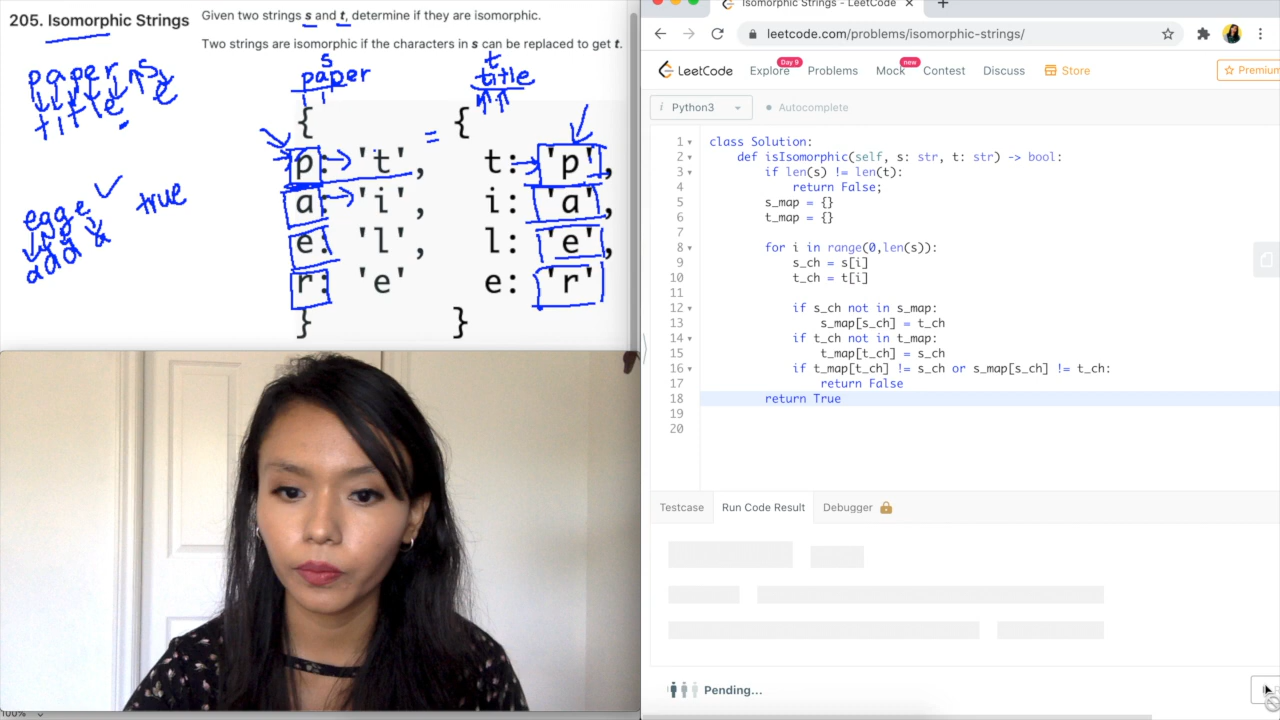 205. Isomorphic Strings
Given two strings s and t, determine if they are isomorphic.
Two strings are isomorphic if the characters in s can be replaced to get t.
paper
title
egge
true
s
paper
t
title
{
p: 't',
a: 'i',
e: 'l',
r: 'e'
}
=
{
t: 'p',
i: 'a',
l: 'e',
e: 'r'
}
100%
Isomorphic Strings - LeetCode
leetcode.com/problems/isomorphic-strings/
LeetCode
Explore
Day 9
Problems
Mock
new
Contest
Discuss
Store
Premium
i Python3
Autocomplete
1 class Solution:
2 def isIsomorphic(self, s: str, t: str) -> bool:
3 if len(s) != len(t):
4 return False;
5 s_map = {}
6 t_map = {}
7
8 for i in range(0,len(s)):
9 s_ch = s[i]
10 t_ch = t[i]
11
12 if s_ch not in s_map:
13 s_map[s_ch] = t_ch
14 if t_ch not in t_map:
15 t_map[t_ch] = s_ch
16 if t_map[t_ch] != s_ch or s_map[s_ch] != t_ch:
17 return False
18 return True
19
20
Testcase
Run Code Result
Debugger
Pending...